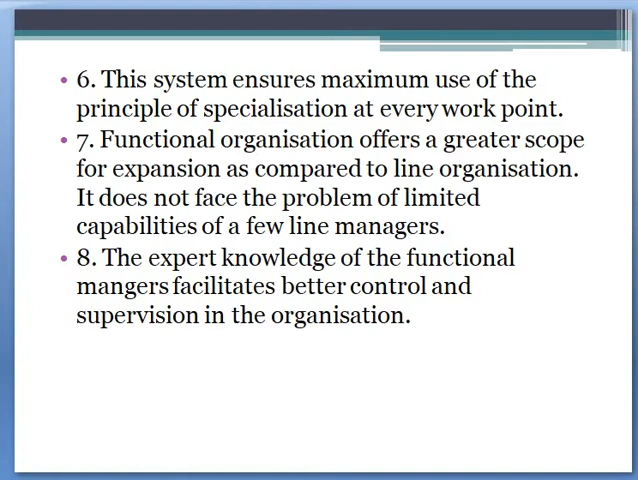 • 6. This system ensures maximum use of the
principle of specialisation at every work point.
• 7. Functional organisation offers a greater scope
for expansion as compared to line organisation.
It does not face the problem of limited
capabilities of a few line managers.
• 8. The expert knowledge of the functional
mangers facilitates better control and
supervision in the organisation.